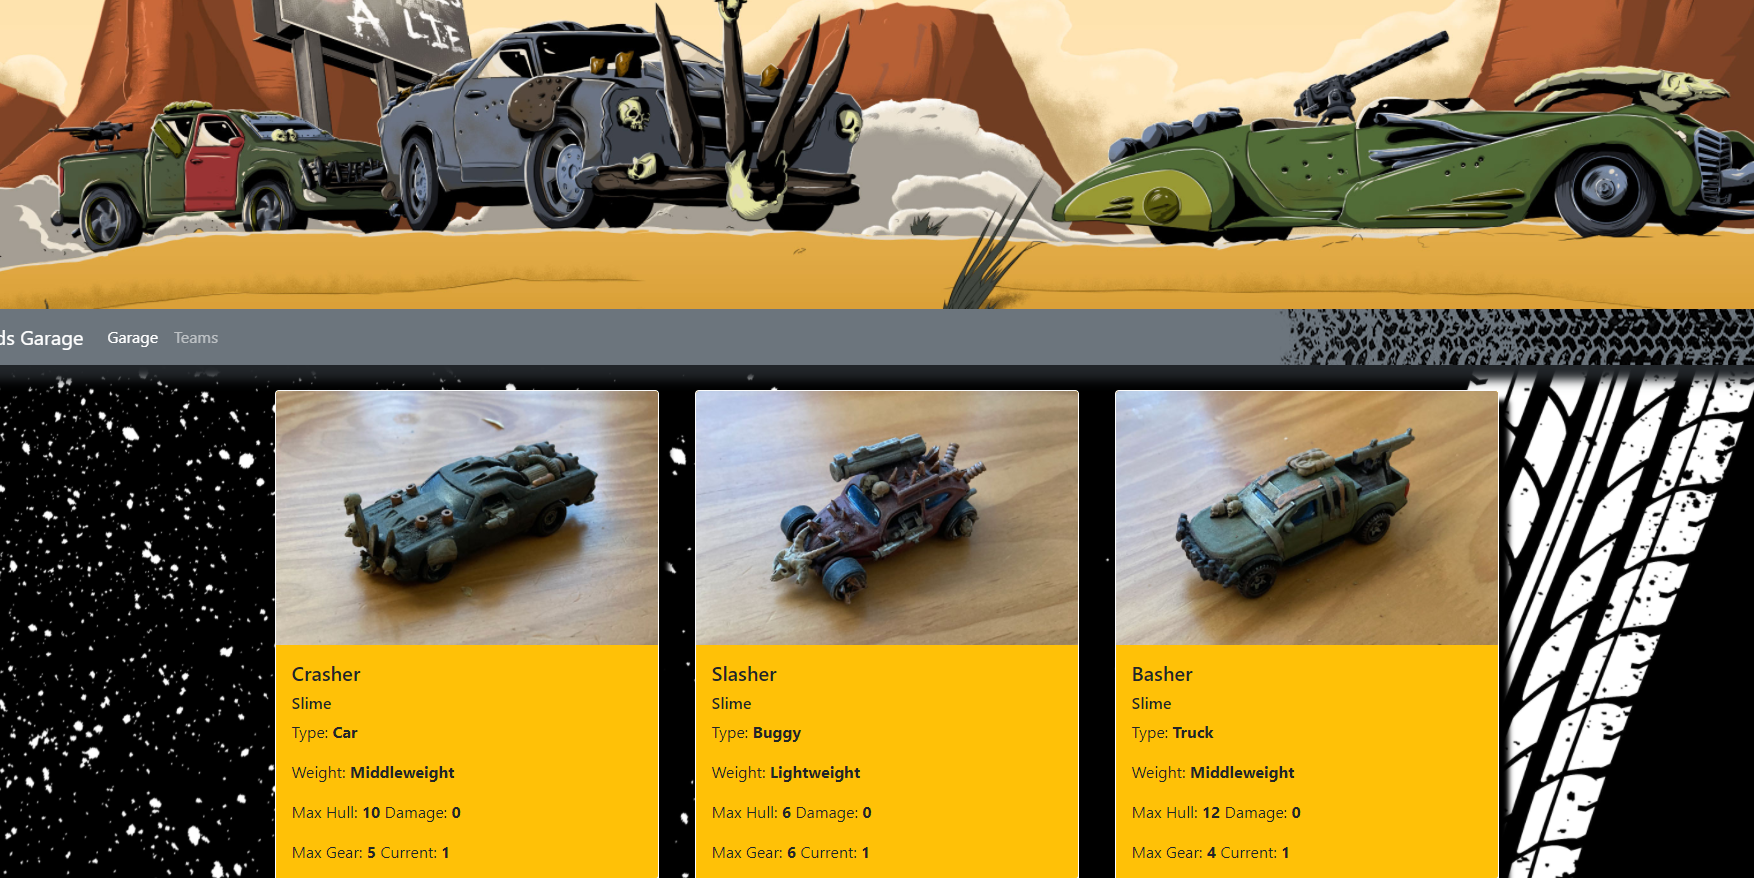 A LIE
ds Garage Garage Teams
Crasher
Slime
Type: Car
Weight: Middleweight
Max Hull: 10 Damage: 0
Max Gear: 5 Current: 1
Slasher
Slime
Type: Buggy
Weight: Lightweight
Max Hull: 6 Damage: 0
Max Gear: 6 Current: 1
Basher
Slime
Type: Truck
Weight: Middleweight
Max Hull: 12 Damage: 0
Max Gear: 4 Current: 1